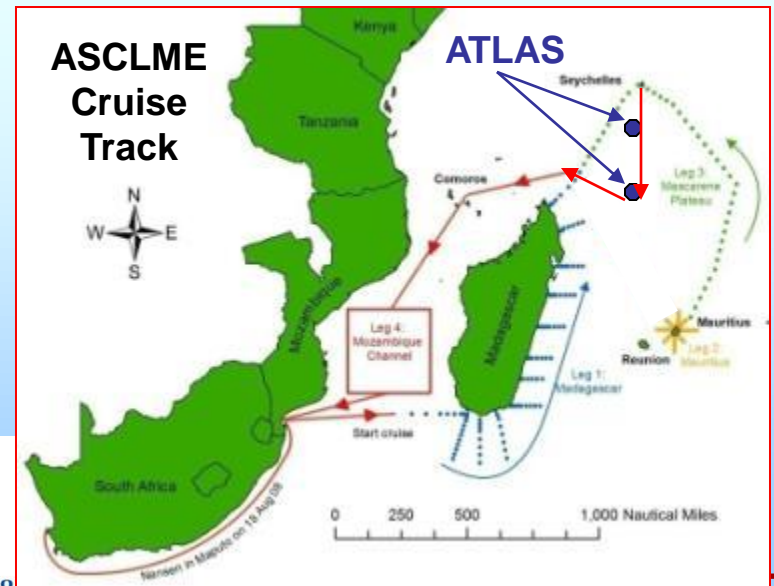 ASCLME
Cruise
Track
ATLAS
Kenya
Seychelles
Tanzania
Leg 3:
Mascarene
Plateau
Comoros
N
W E
S
Mozambique
Madagascar
Mauritius
Leg 4:
Mozambique
Channel
Reunion
Leg 2:
Mauritius
Leg 1:
Madagascar
Start cruise
South Africa
Nansen in Maputo on 18 Aug 08
0 250 500 1,000 Nautical Miles